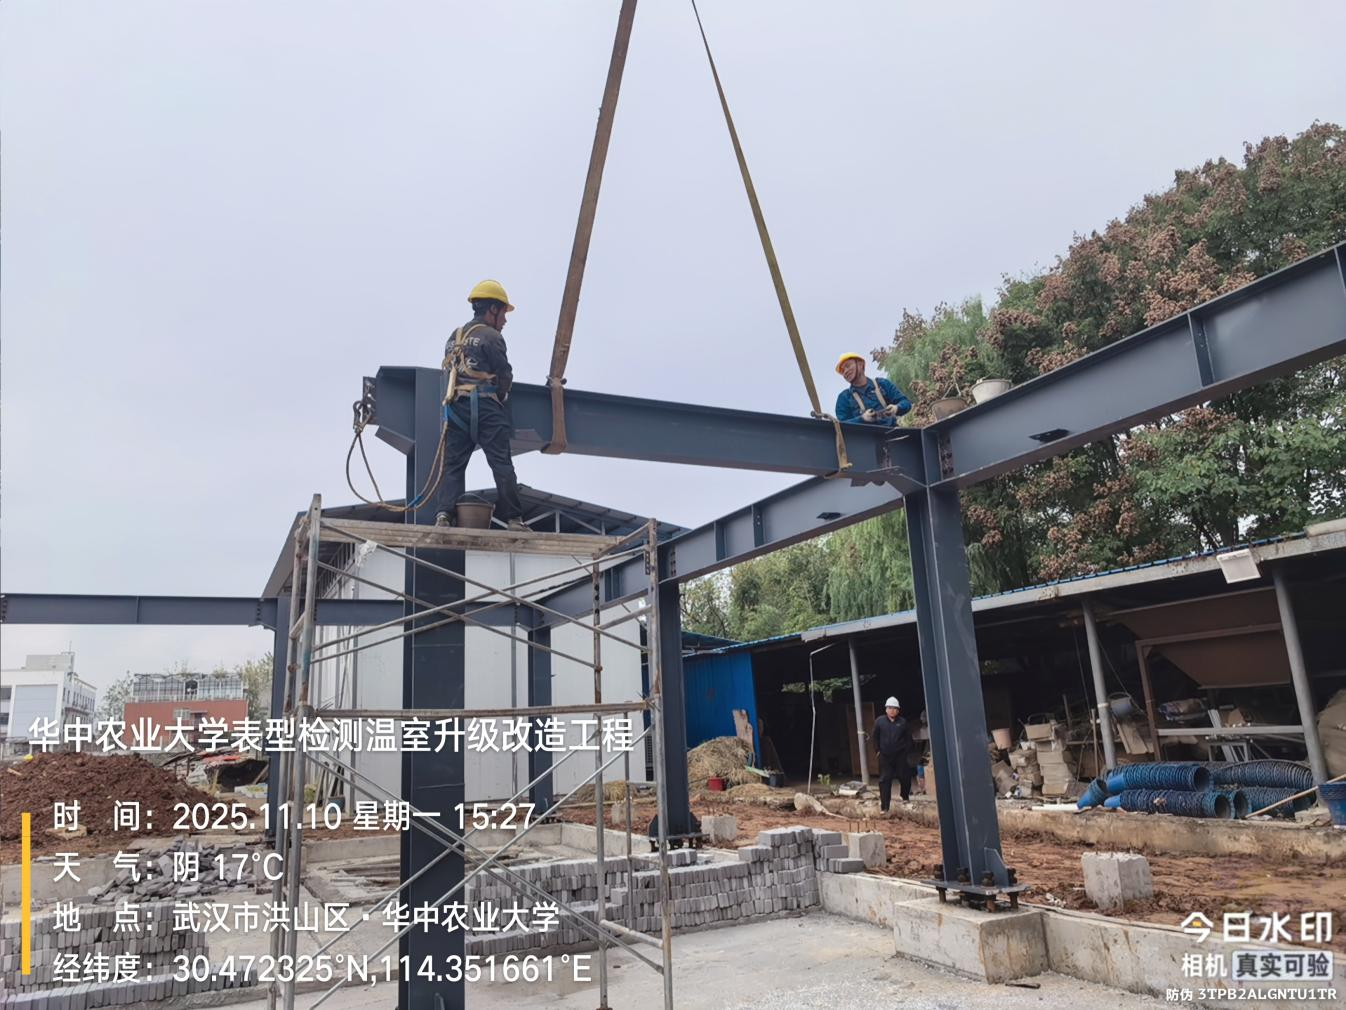 华中农业大学表型检测温室升级改造工程
时 间：2025.11.10 星期一 15:27
天 气：阴 17℃
地 点：武汉市洪山区·华中农业大学
经纬度：30.472325°N,114.351661°E
今日水印
相机 真实可验
防伪 3TPB2ALGNTU1TR